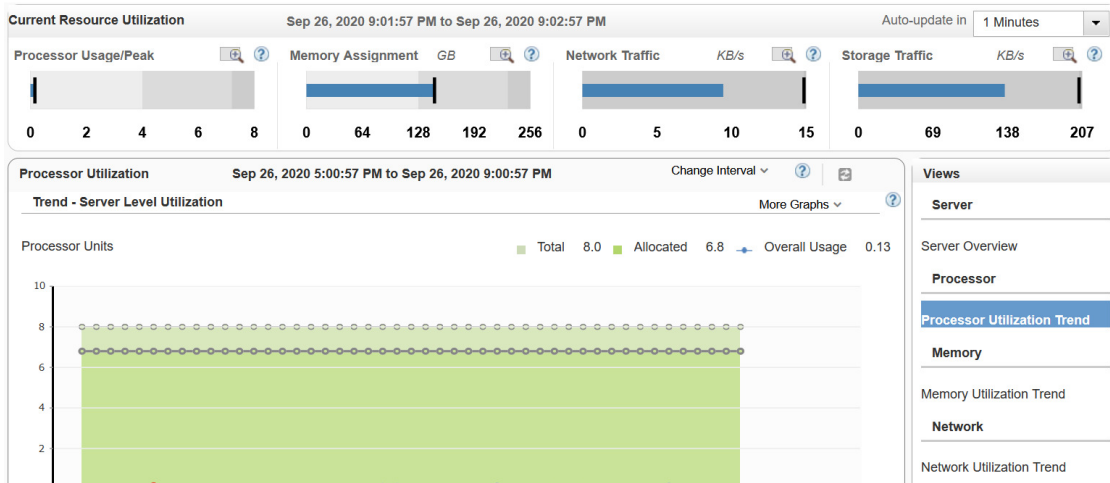 Current Resource Utilization Sep 26, 2020 9:01:57 PM to Sep 26, 2020 9:02:57 PM Auto-update in 1 Minutes
Processor Usage/Peak Memory Assignment GB Network Traffic KB/s Storage Traffic KB/s
0 2 4 6 8 0 64 128 192 256 0 5 10 15 0 69 138 207
Processor Utilization Sep 26, 2020 5:00:57 PM to Sep 26, 2020 9:00:57 PM Change Interval
Trend - Server Level Utilization More Graphs
Processor Units Total 8.0 Allocated 6.8 Overall Usage 0.13
10
8
6
4
2
Views
Server
Server Overview
Processor
Processor Utilization Trend
Memory
Memory Utilization Trend
Network
Network Utilization Trend